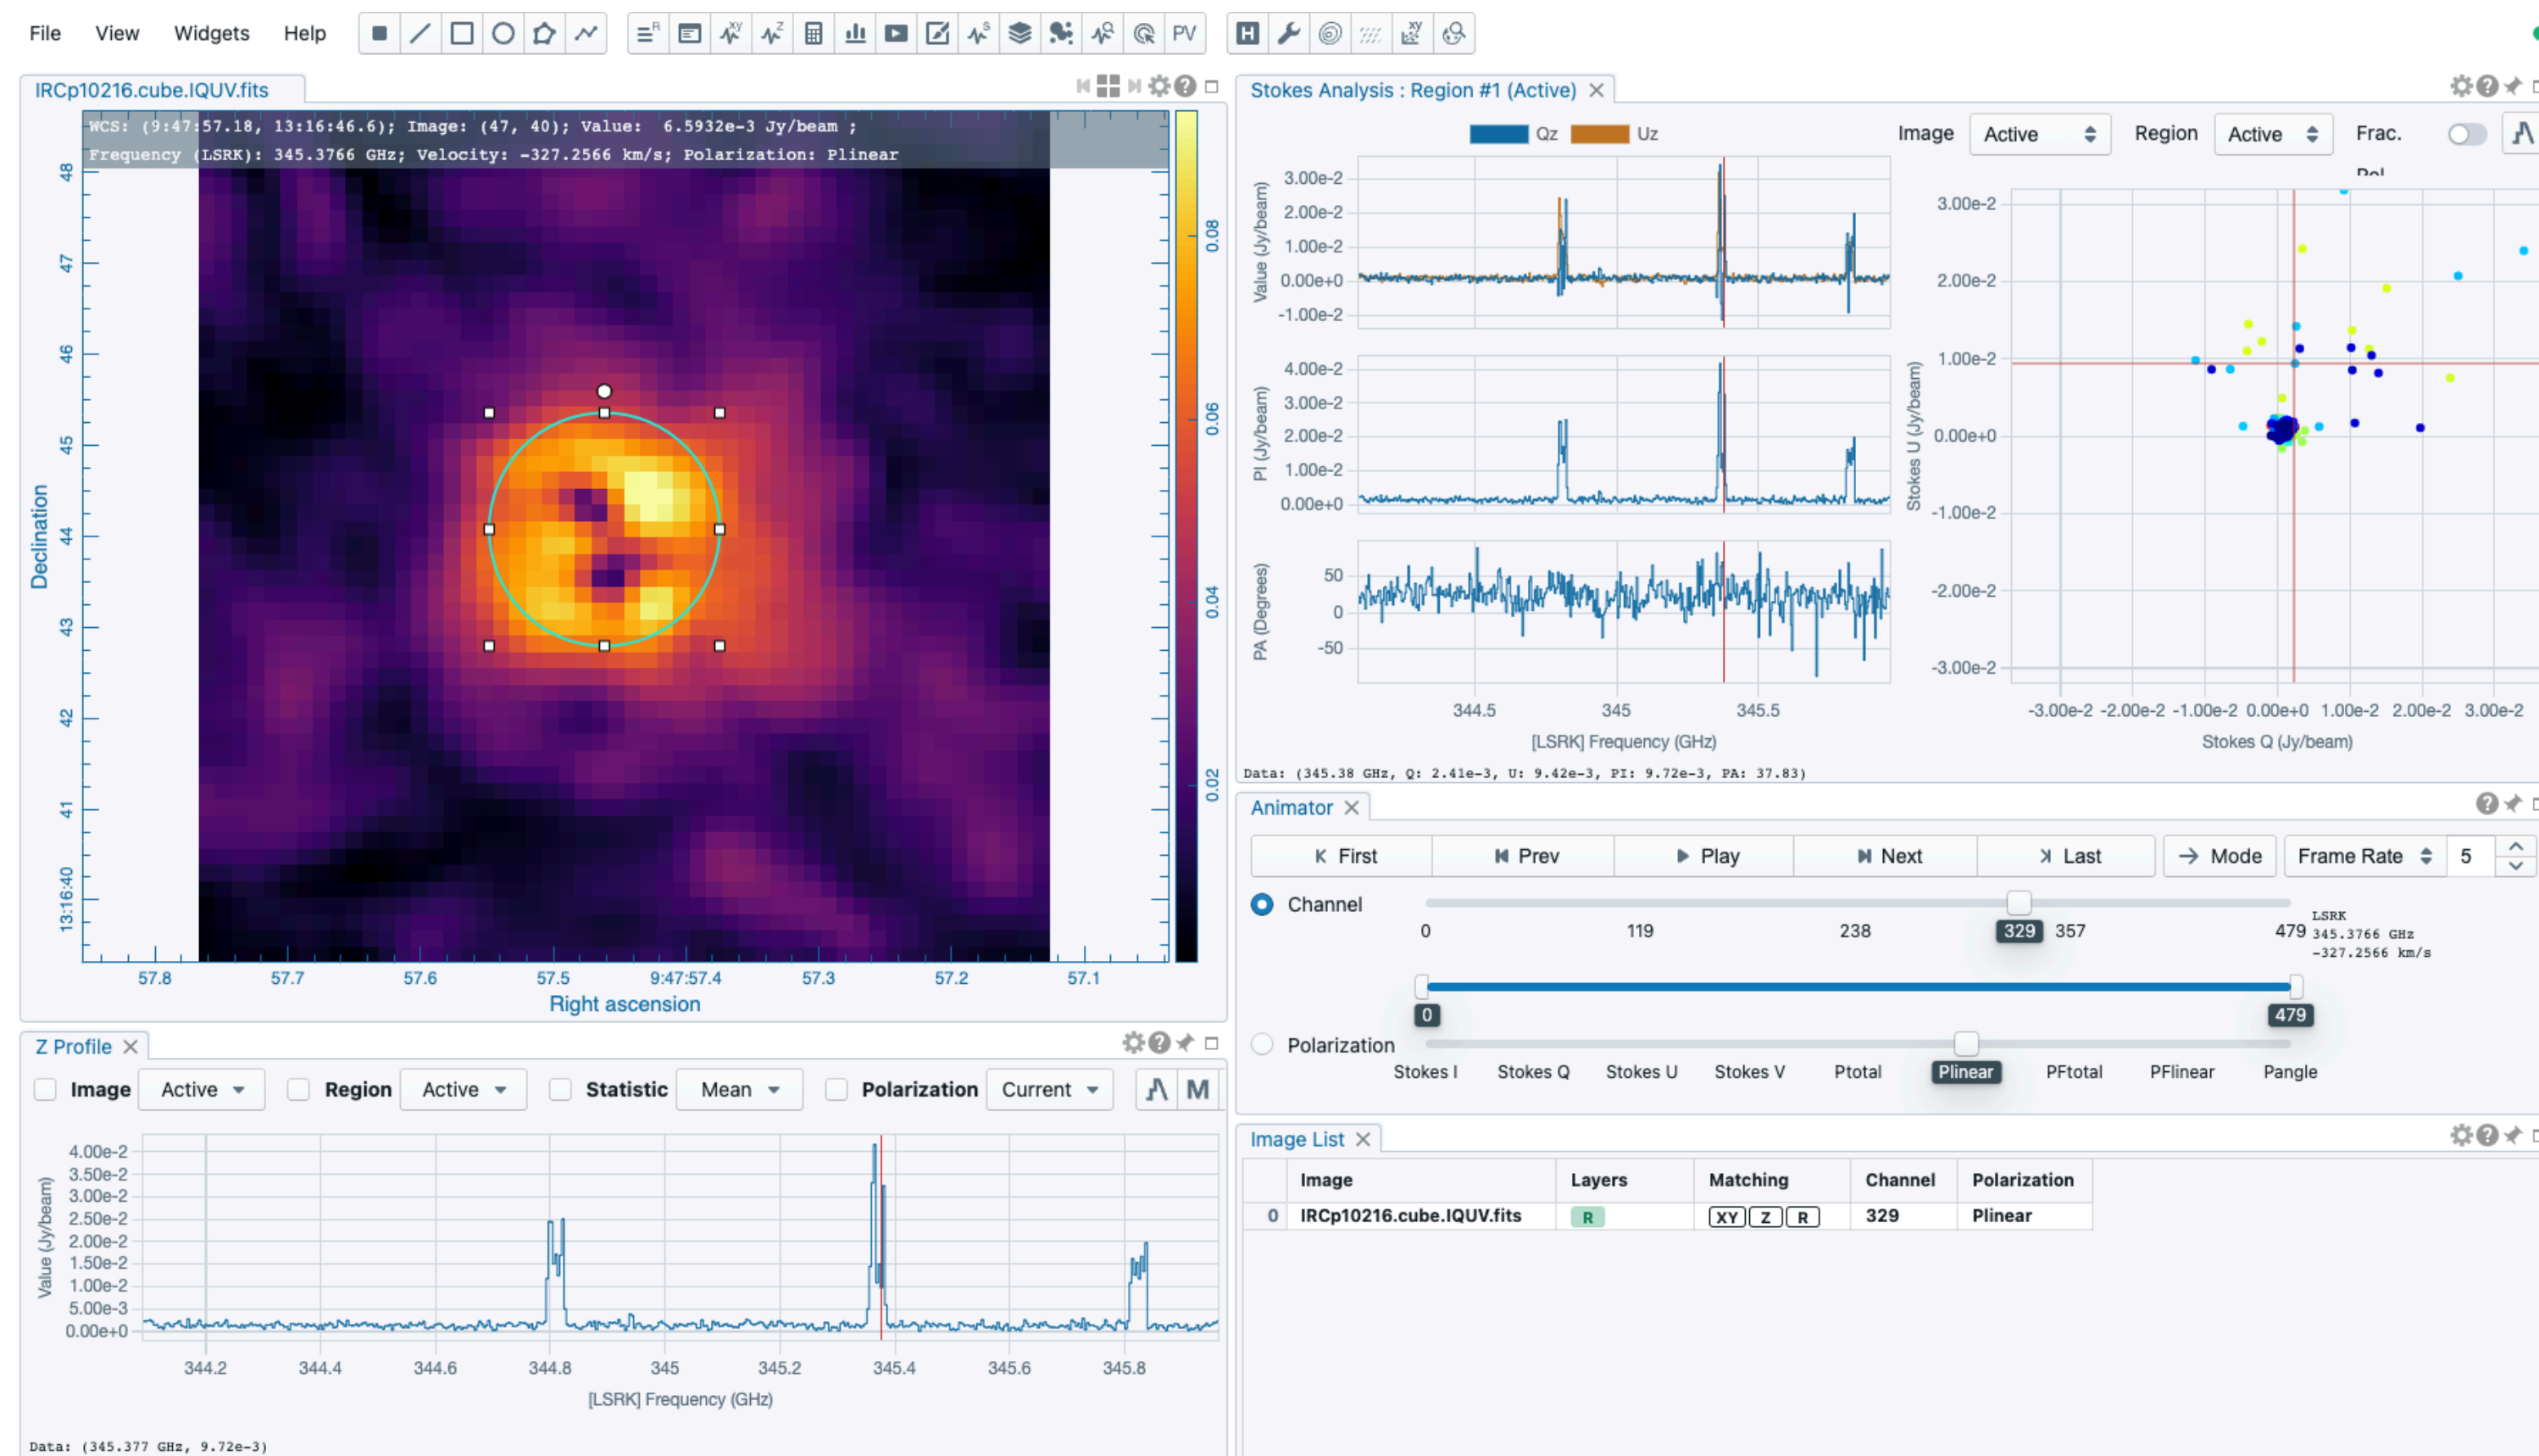 File View Widgets Help
PV
IRCp10216.cube.IQUV.fits
WCS: (9:47:57.18, 13:16:46.6); Image: (47, 40); Value: 6.5932e-3 Jy/beam ;
Frequency (LSRK): 345.3766 GHz; Velocity: -327.2566 km/s; Polarization: Plinear
48
47
46
45
44
43
42
41
13:16:40
Declination
0.08
0.06
0.04
0.02
57.8 57.7 57.6 57.5 9:47:57.4 57.3 57.2 57.1
Right ascension
Z Profile
Image Active Region Active Statistic Mean Polarization Current M
4.00e-2
3.50e-2
3.00e-2
2.50e-2
2.00e-2
1.50e-2
1.00e-2
5.00e-3
0.00e+0
Value (Jy/beam)
344.2 344.4 344.6 344.8 345 345.2 345.4 345.6 345.8
[LSRK] Frequency (GHz)
Data: (345.377 GHz, 9.72e-3)
Stokes Analysis : Region #1 (Active)
Qz Uz
Image Active Region Active Frac.
Pol
3.00e-2
2.00e-2
1.00e-2
0.00e+0
-1.00e-2
Value (Jy/beam)
4.00e-2
3.00e-2
2.00e-2
1.00e-2
0.00e+0
PI (Jy/beam)
50
0
-50
PA (Degrees)
344.5 345 345.5
[LSRK] Frequency (GHz)
3.00e-2
2.00e-2
1.00e-2
0.00e+0
-1.00e-2
-2.00e-2
-3.00e-2
Stokes U (Jy/beam)
-3.00e-2 -2.00e-2 -1.00e-2 0.00e+0 1.00e-2 2.00e-2 3.00e-2
Stokes Q (Jy/beam)
Data: (345.38 GHz, Q: 2.41e-3, U: 9.42e-3, PI: 9.72e-3, PA: 37.83)
Animator
First Prev Play Next Last Mode Frame Rate 5
Channel
0 119 238 329 357 479
LSRK
345.3766 GHz
-327.2566 km/s
0 479
Polarization
Stokes I Stokes Q Stokes U Stokes V Ptotal Plinear PFtotal PFlinear Pangle
Image List
Image Layers Matching Channel Polarization
0 IRCp10216.cube.IQUV.fits R XY Z R 329 Plinear